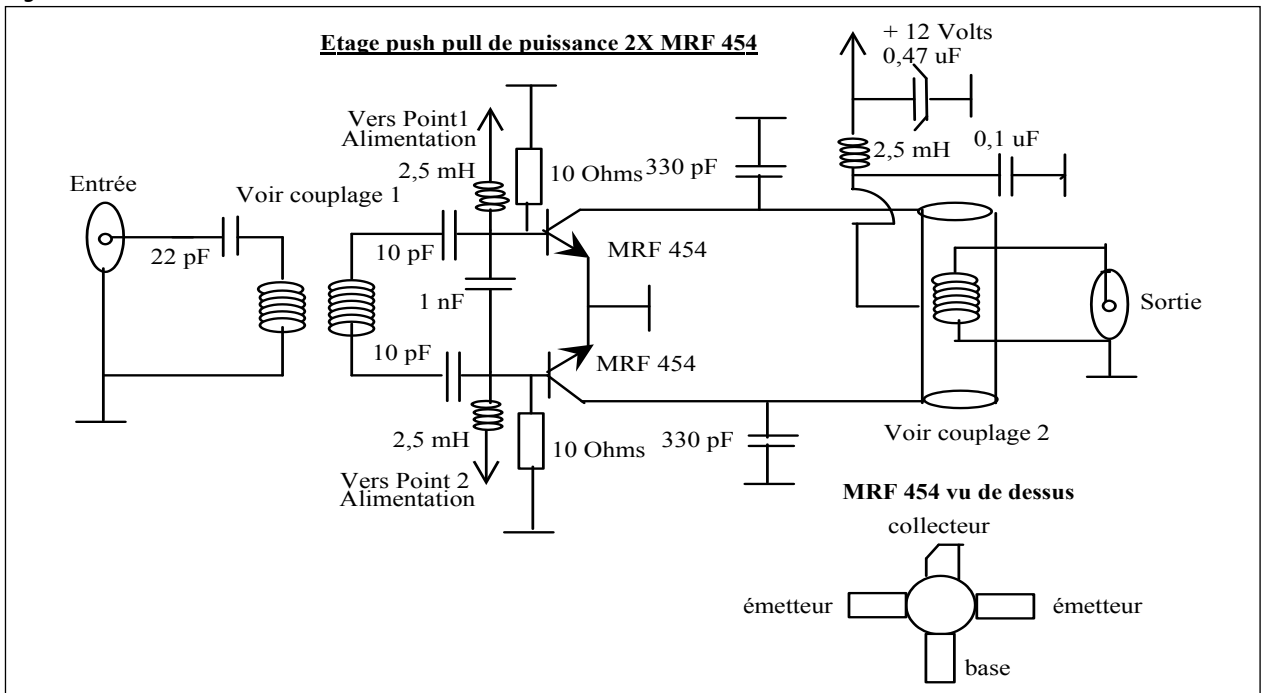 Etage push pull de puissance 2X MRF 454
+ 12 Volts
0,47 uF
Vers Point1
Alimentation
2,5 mH
10 Ohms
330 pF
2,5 mH
0,1 uF
Entrée
Voir couplage 1
22 pF
10 pF
MRF 454
1 nF
Sortie
10 pF
MRF 454
2,5 mH
10 Ohms
330 pF
Voir couplage 2
Vers Point 2
Alimentation
MRF 454 vu de dessus
collecteur
émetteur
émetteur
base